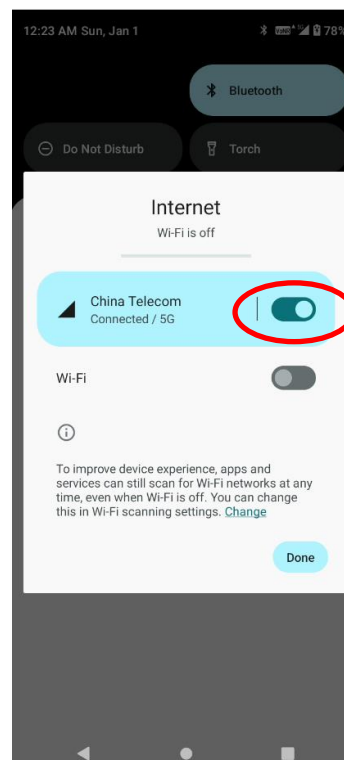 12:23 AM Sun, Jan 1
78%
Bluetooth
Do Not Disturb
Torch
Internet
Wi-Fi is off
China Telecom
Connected / 5G
Wi-Fi
To improve device experience, apps and
services can still scan for Wi-Fi networks at any
time, even when Wi-Fi is off. You can change
this in Wi-Fi scanning settings. Change
Done